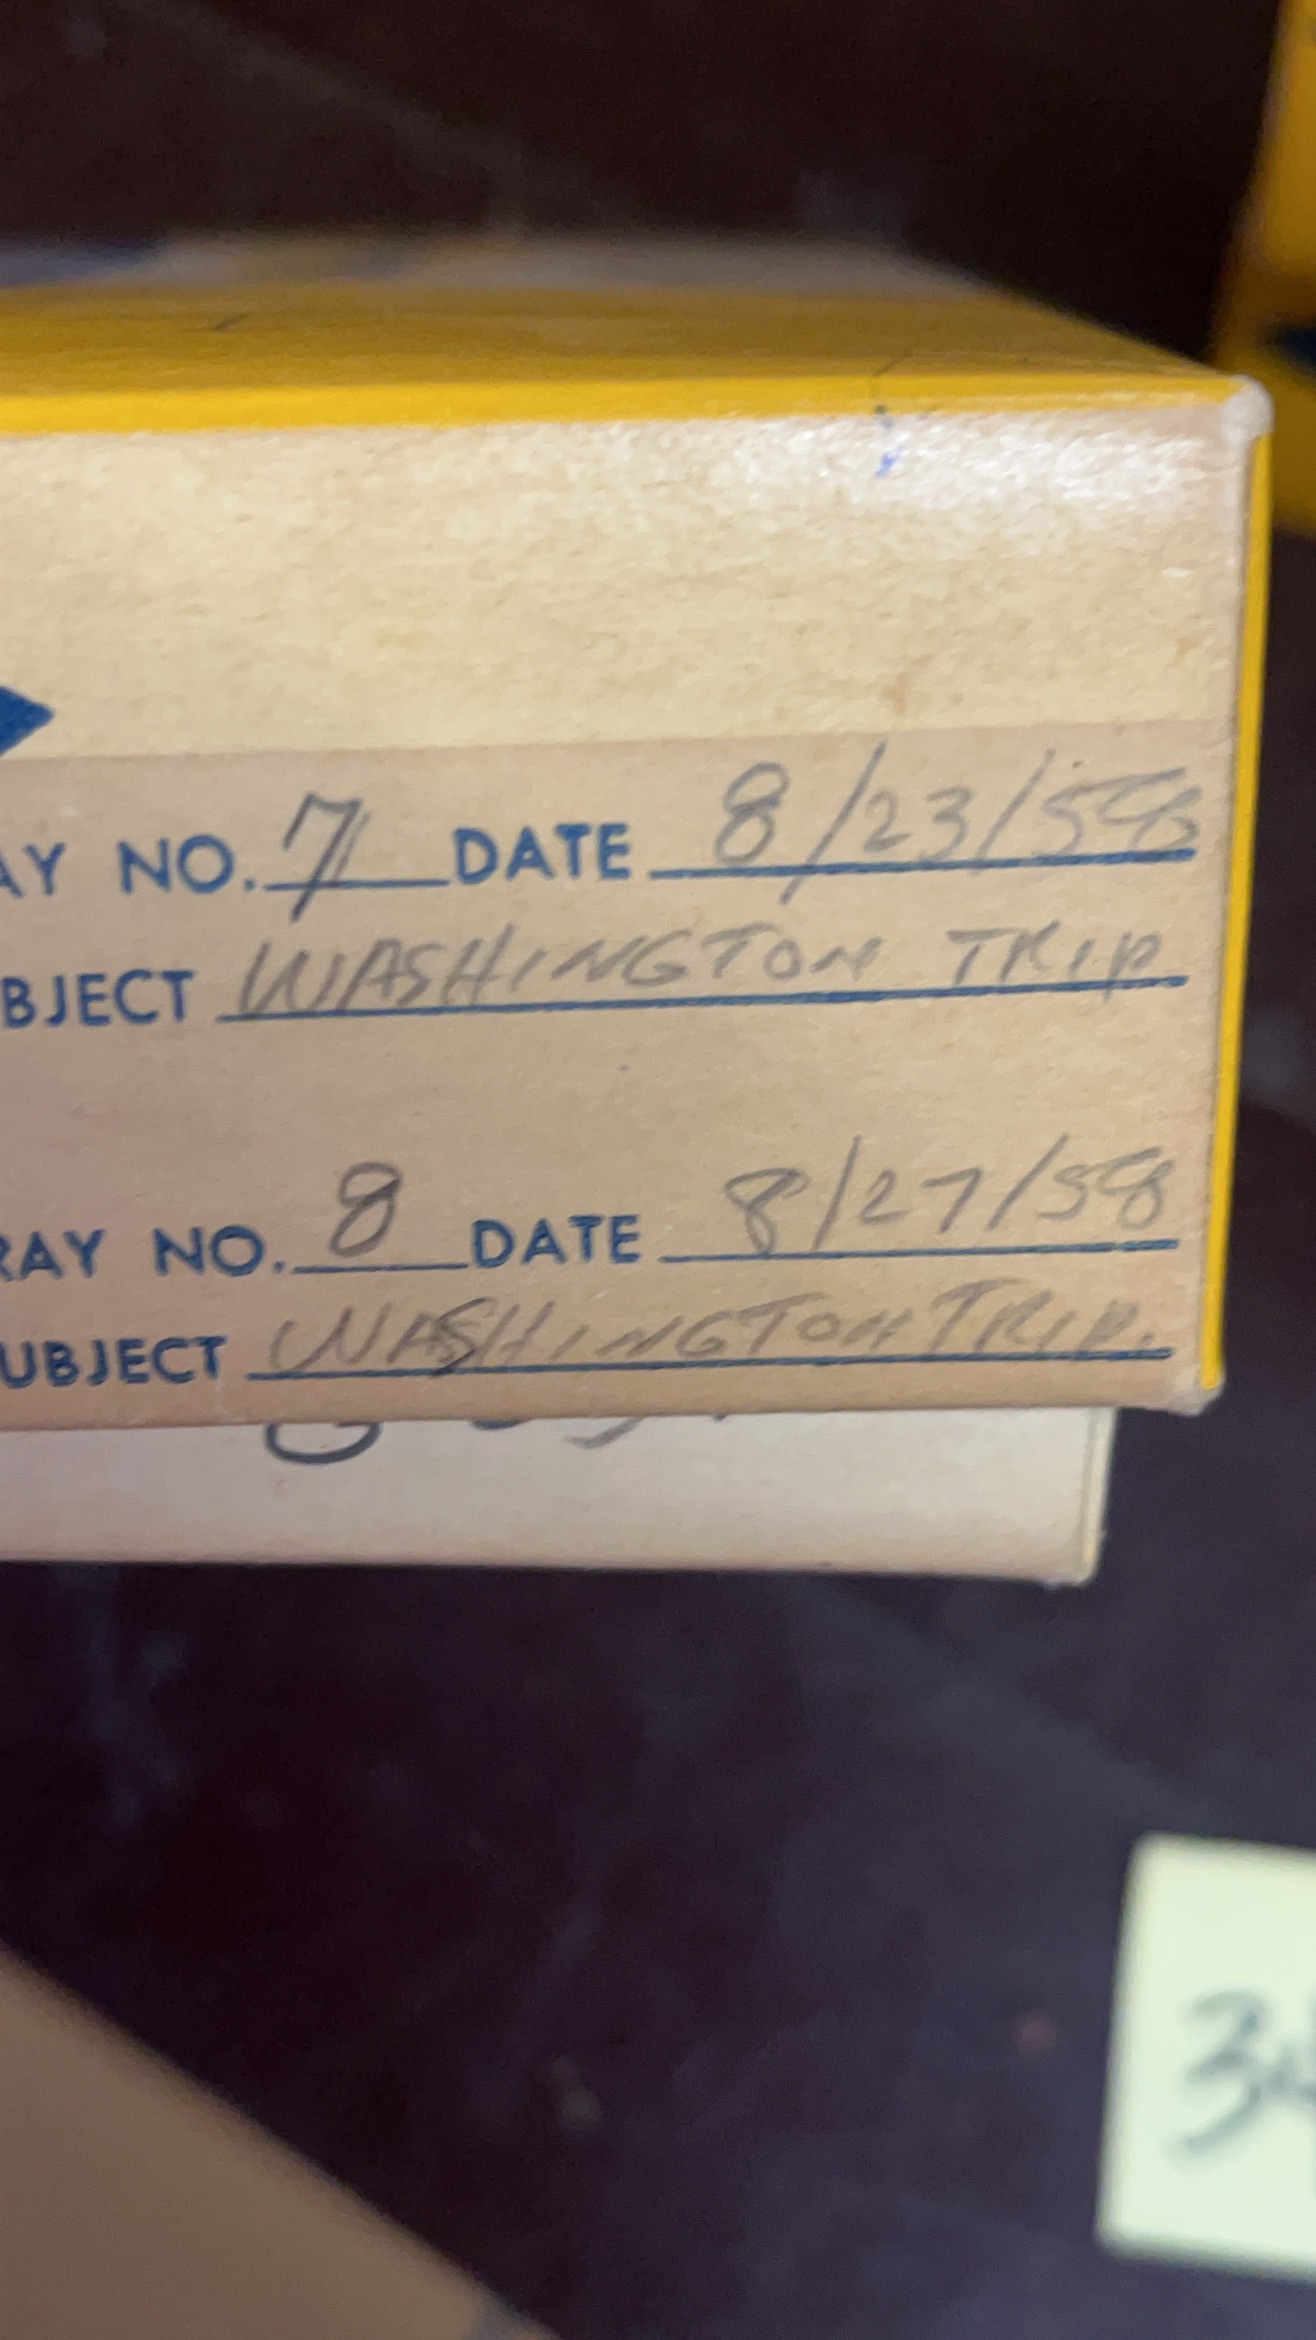 AY NO. 7 DATE 8/23/58
BJECT WASHINGTON TRIP
RAY NO. 8 DATE 8/27/58
UBJECT WASHINGTON TRIP.